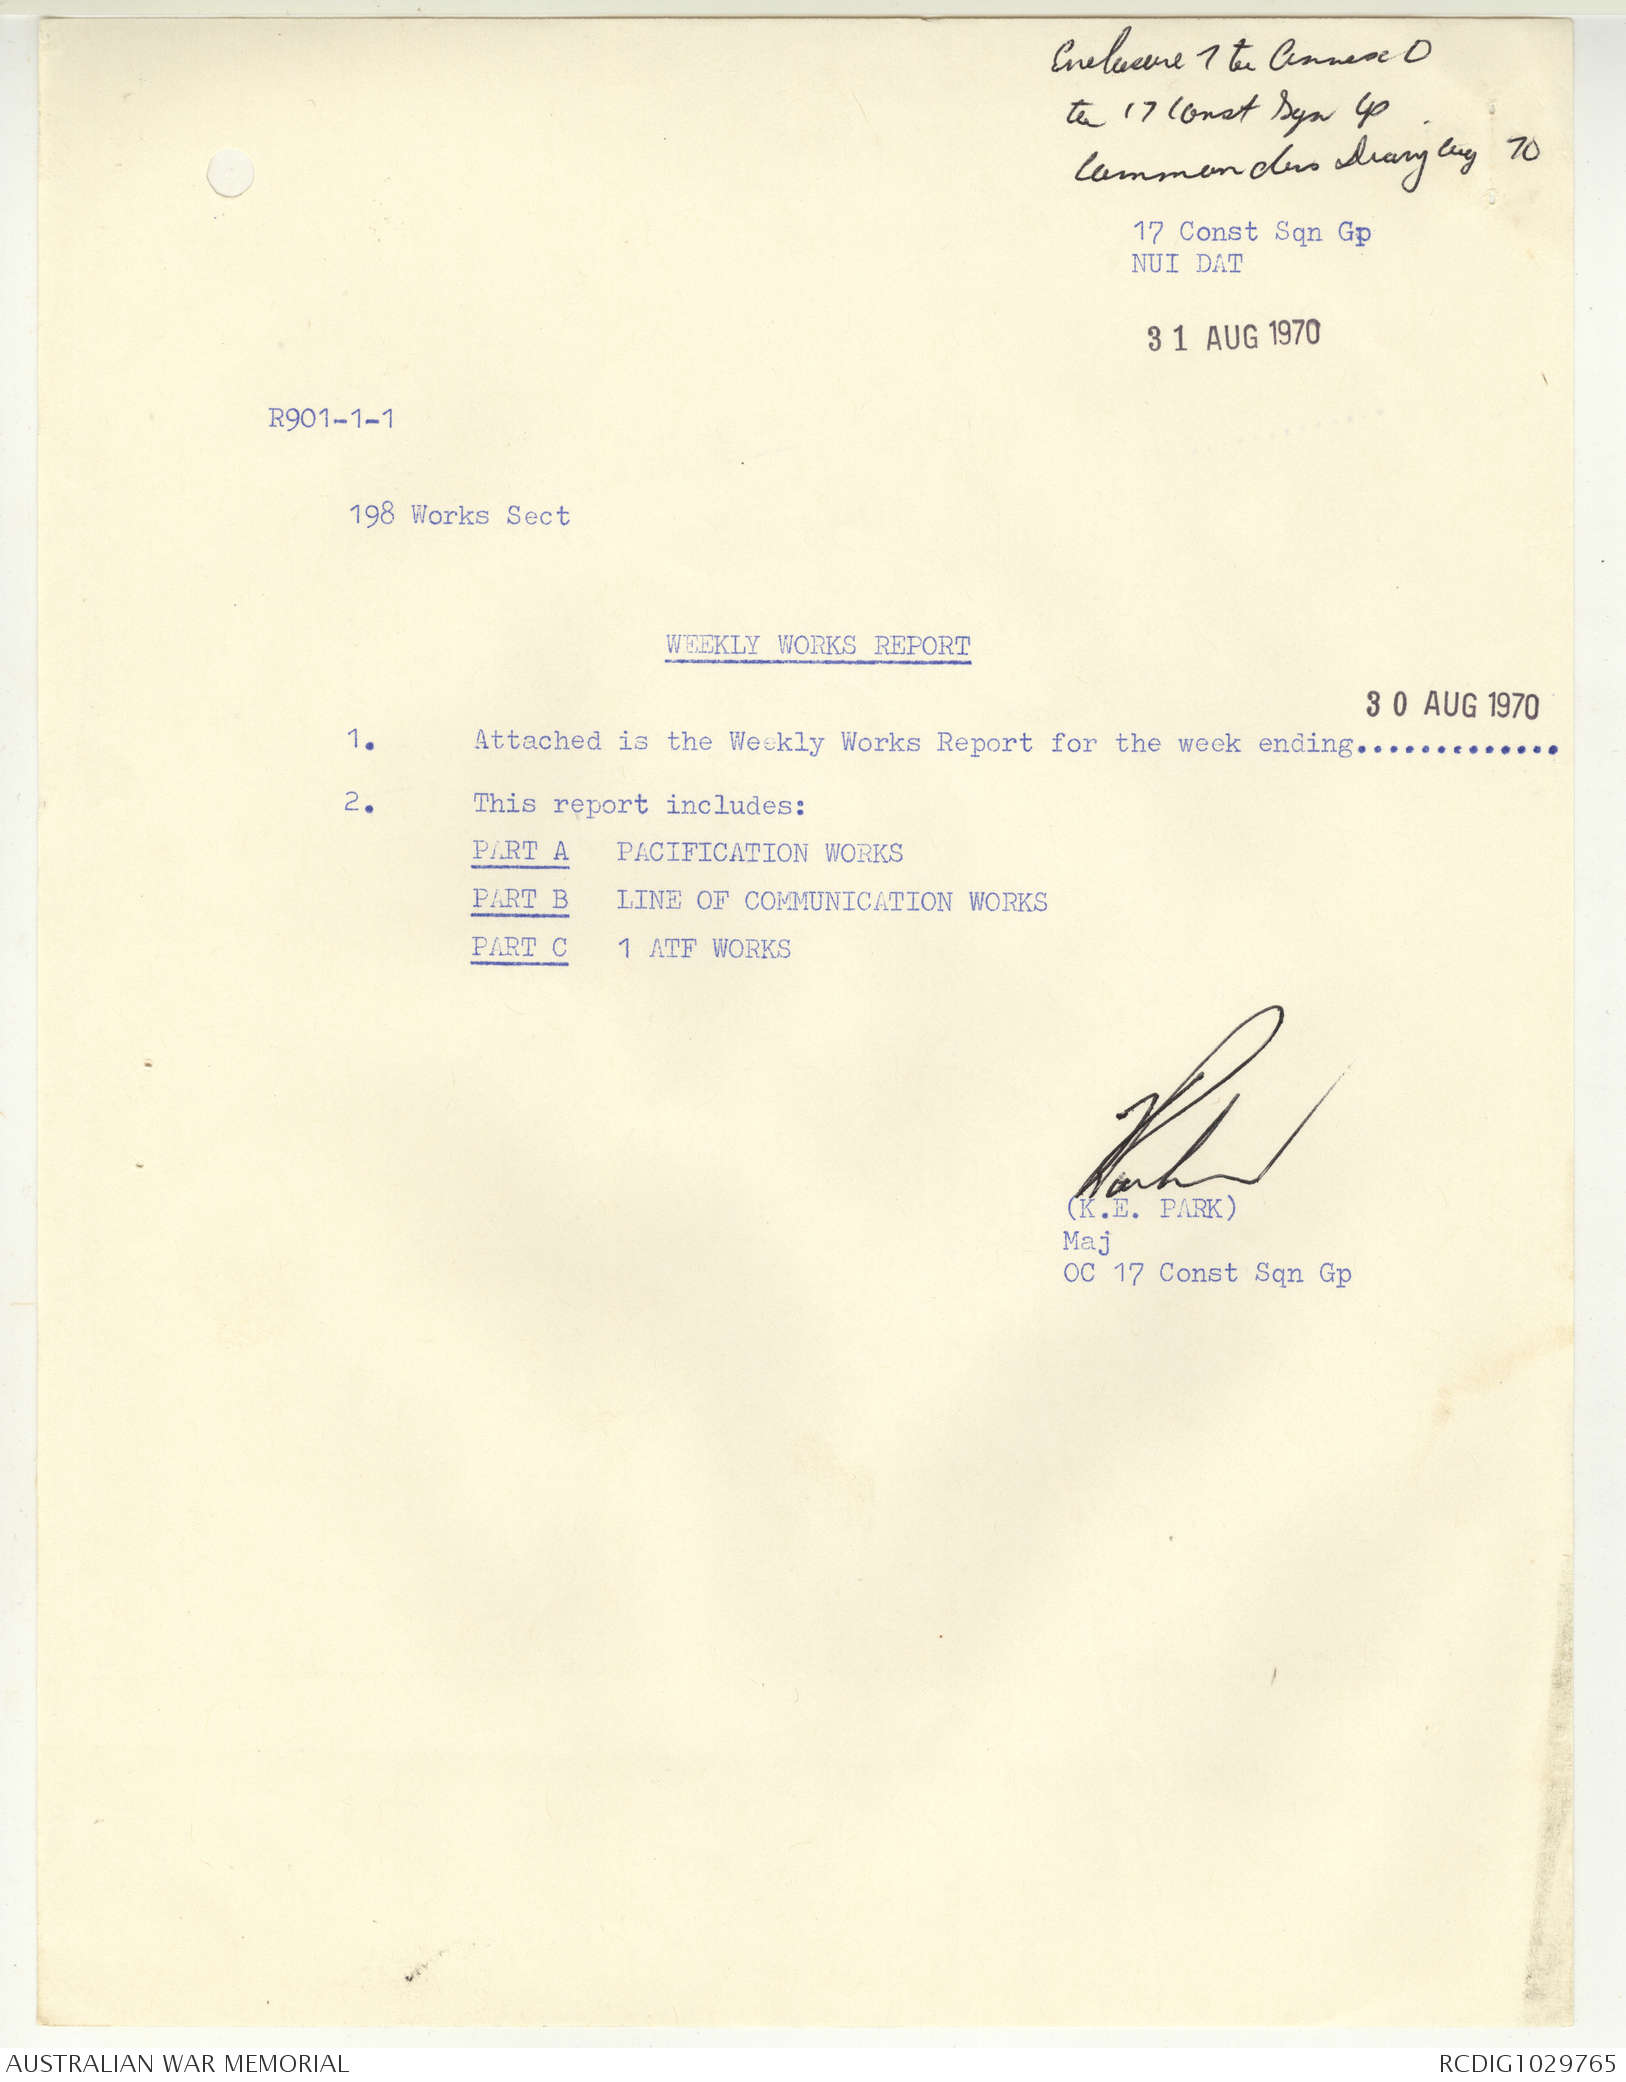 Enclosure 7 to Annex D
to 17 Const Sqn Gp
Commanders Diary Aug 70
17 Const Sqn Gp
NUI DAT
31 AUG 1970
R901-1-1
198 Works Sect
WEEKLY WORKS REPORT
30 AUG 1970
1. Attached is the Weekly Works Report for the week ending.............
2. This report includes:
PART A PACIFICATION WORKS
PART B LINE OF COMMUNICATION WORKS
PART C 1 ATF WORKS
(K.E. PARK)
Maj
OC 17 Const Sqn Gp
AUSTRALIAN WAR MEMORIAL
RCDIG1029765